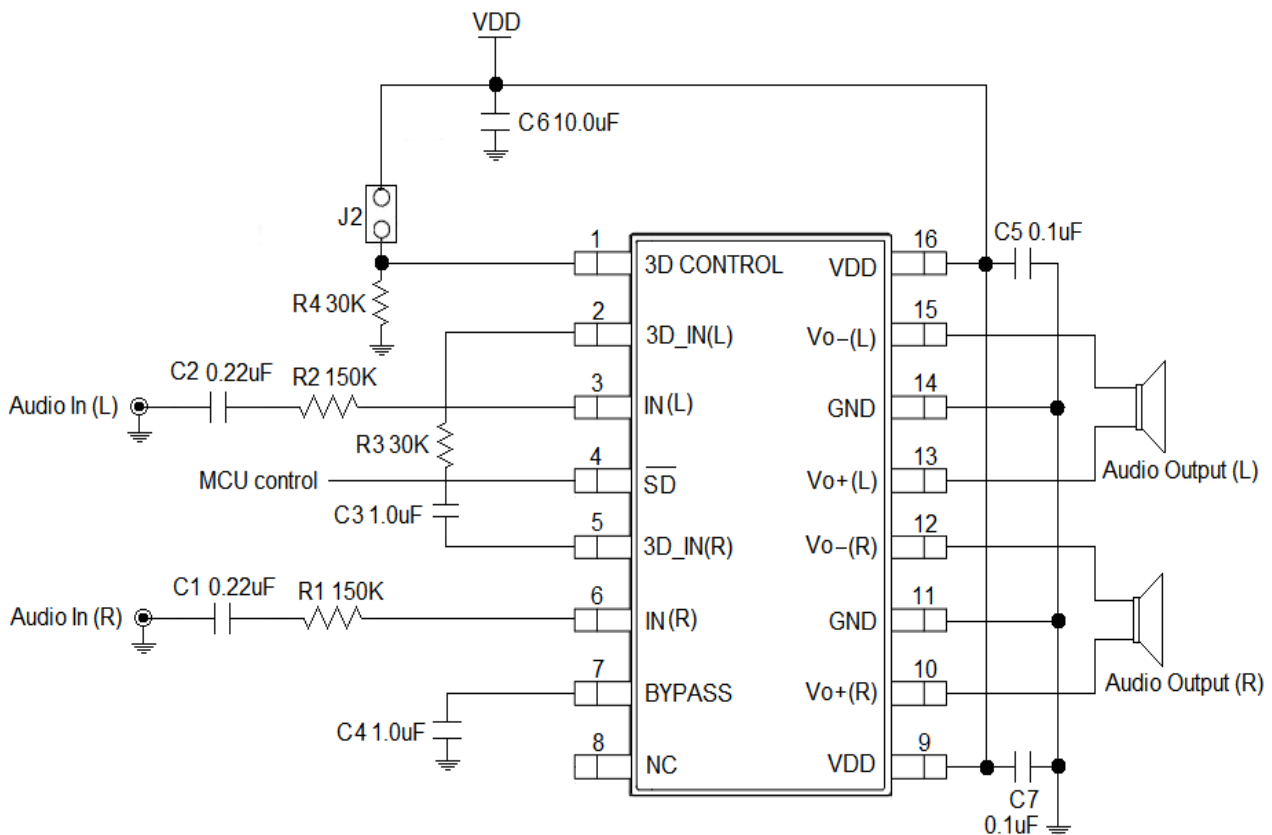 VDD
C6 10.0uF
J2
R4 30K
1
3D CONTROL
VDD
16
C5 0.1uF
2
3D_IN(L)
Vo−(L)
15
C2 0.22uF
R2 150K
3
Audio In (L)
IN(L)
GND
14
R3 30K
4
MCU control
SD
Vo+(L)
13
Audio Output (L)
C3 1.0uF
5
3D_IN(R)
Vo−(R)
12
C1 0.22uF
R1 150K
6
Audio In (R)
IN(R)
GND
11
7
BYPASS
Vo+(R)
10
Audio Output (R)
C4 1.0uF
8
NC
VDD
9
C7
0.1uF